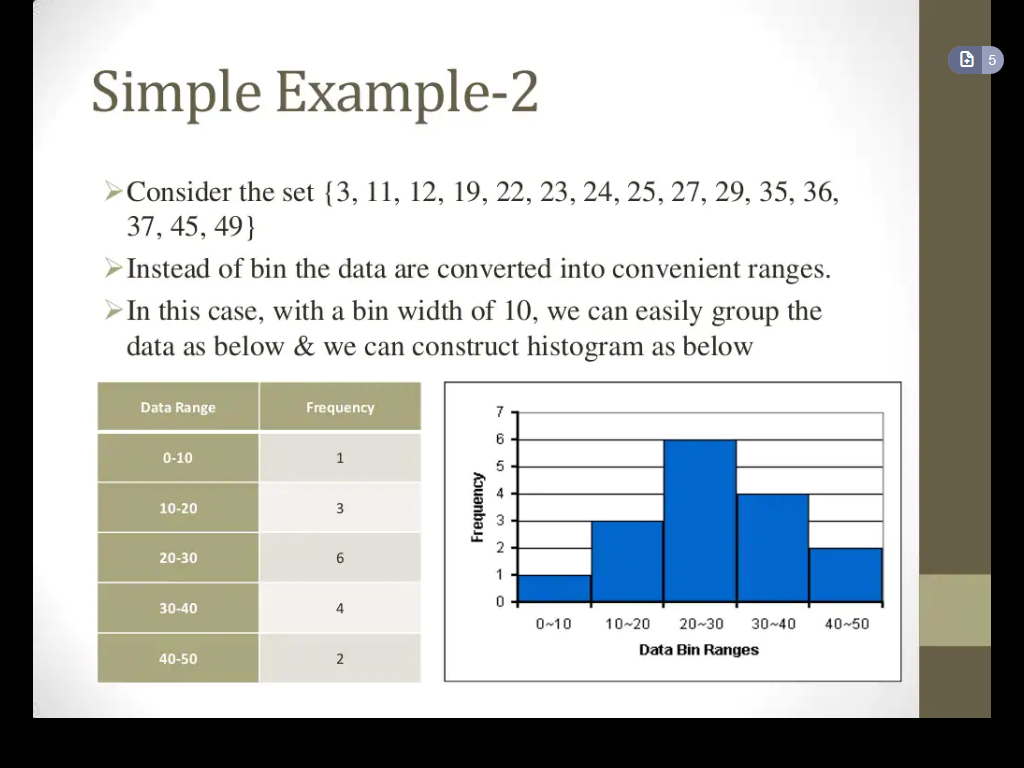 5
Simple Example-2
Consider the set {3, 11, 12, 19, 22, 23, 24, 25, 27, 29, 35, 36,
37, 45, 49}
Instead of bin the data are converted into convenient ranges.
In this case, with a bin width of 10, we can easily group the
data as below & we can construct histogram as below
Data Range Frequency
0-10 1
10-20 3
20-30 6
30-40 4
40-50 2
7
6
5
4
3
2
1
0
Frequency
0~10 10~20 20~30 30~40 40~50
Data Bin Ranges